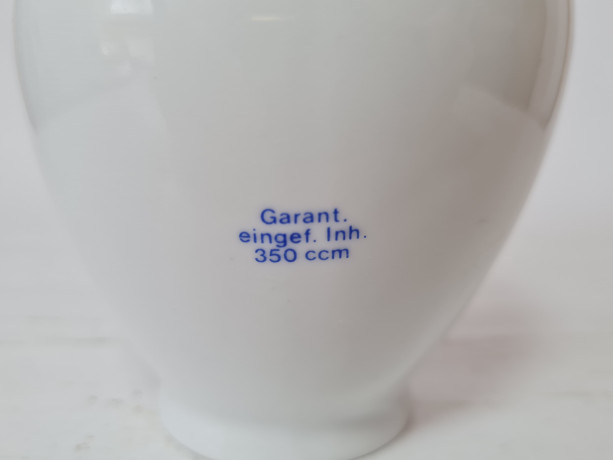 Garant.
eingef. Inh.
350 ccm